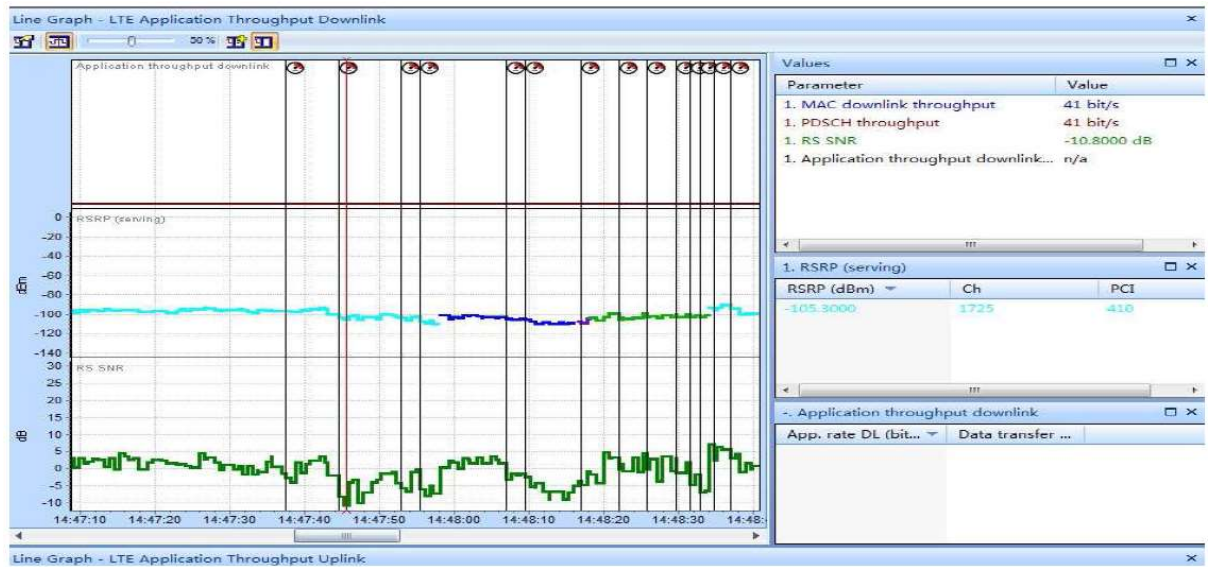 Line Graph - LTE Application Throughput Downlink
50 %
Application throughput downlink
RSRP (serving)
dBm
0
-20
-40
-60
-80
-100
-120
-140
RS SNR
dB
30
25
20
15
10
5
0
-5
-10
14:47:10 14:47:20 14:47:30 14:47:40 14:47:50 14:48:00 14:48:10 14:48:20 14:48:30 14:48:
Values
Parameter Value
1. MAC downlink throughput 41 bit/s
1. PDSCH throughput 41 bit/s
1. RS SNR -10.8000 dB
1. Application throughput downlink... n/a
1. RSRP (serving)
RSRP (dBm) Ch PCI
-105.3000 1725 410
-. Application throughput downlink
App. rate DL (bit... Data transfer ...
Line Graph - LTE Application Throughput Uplink